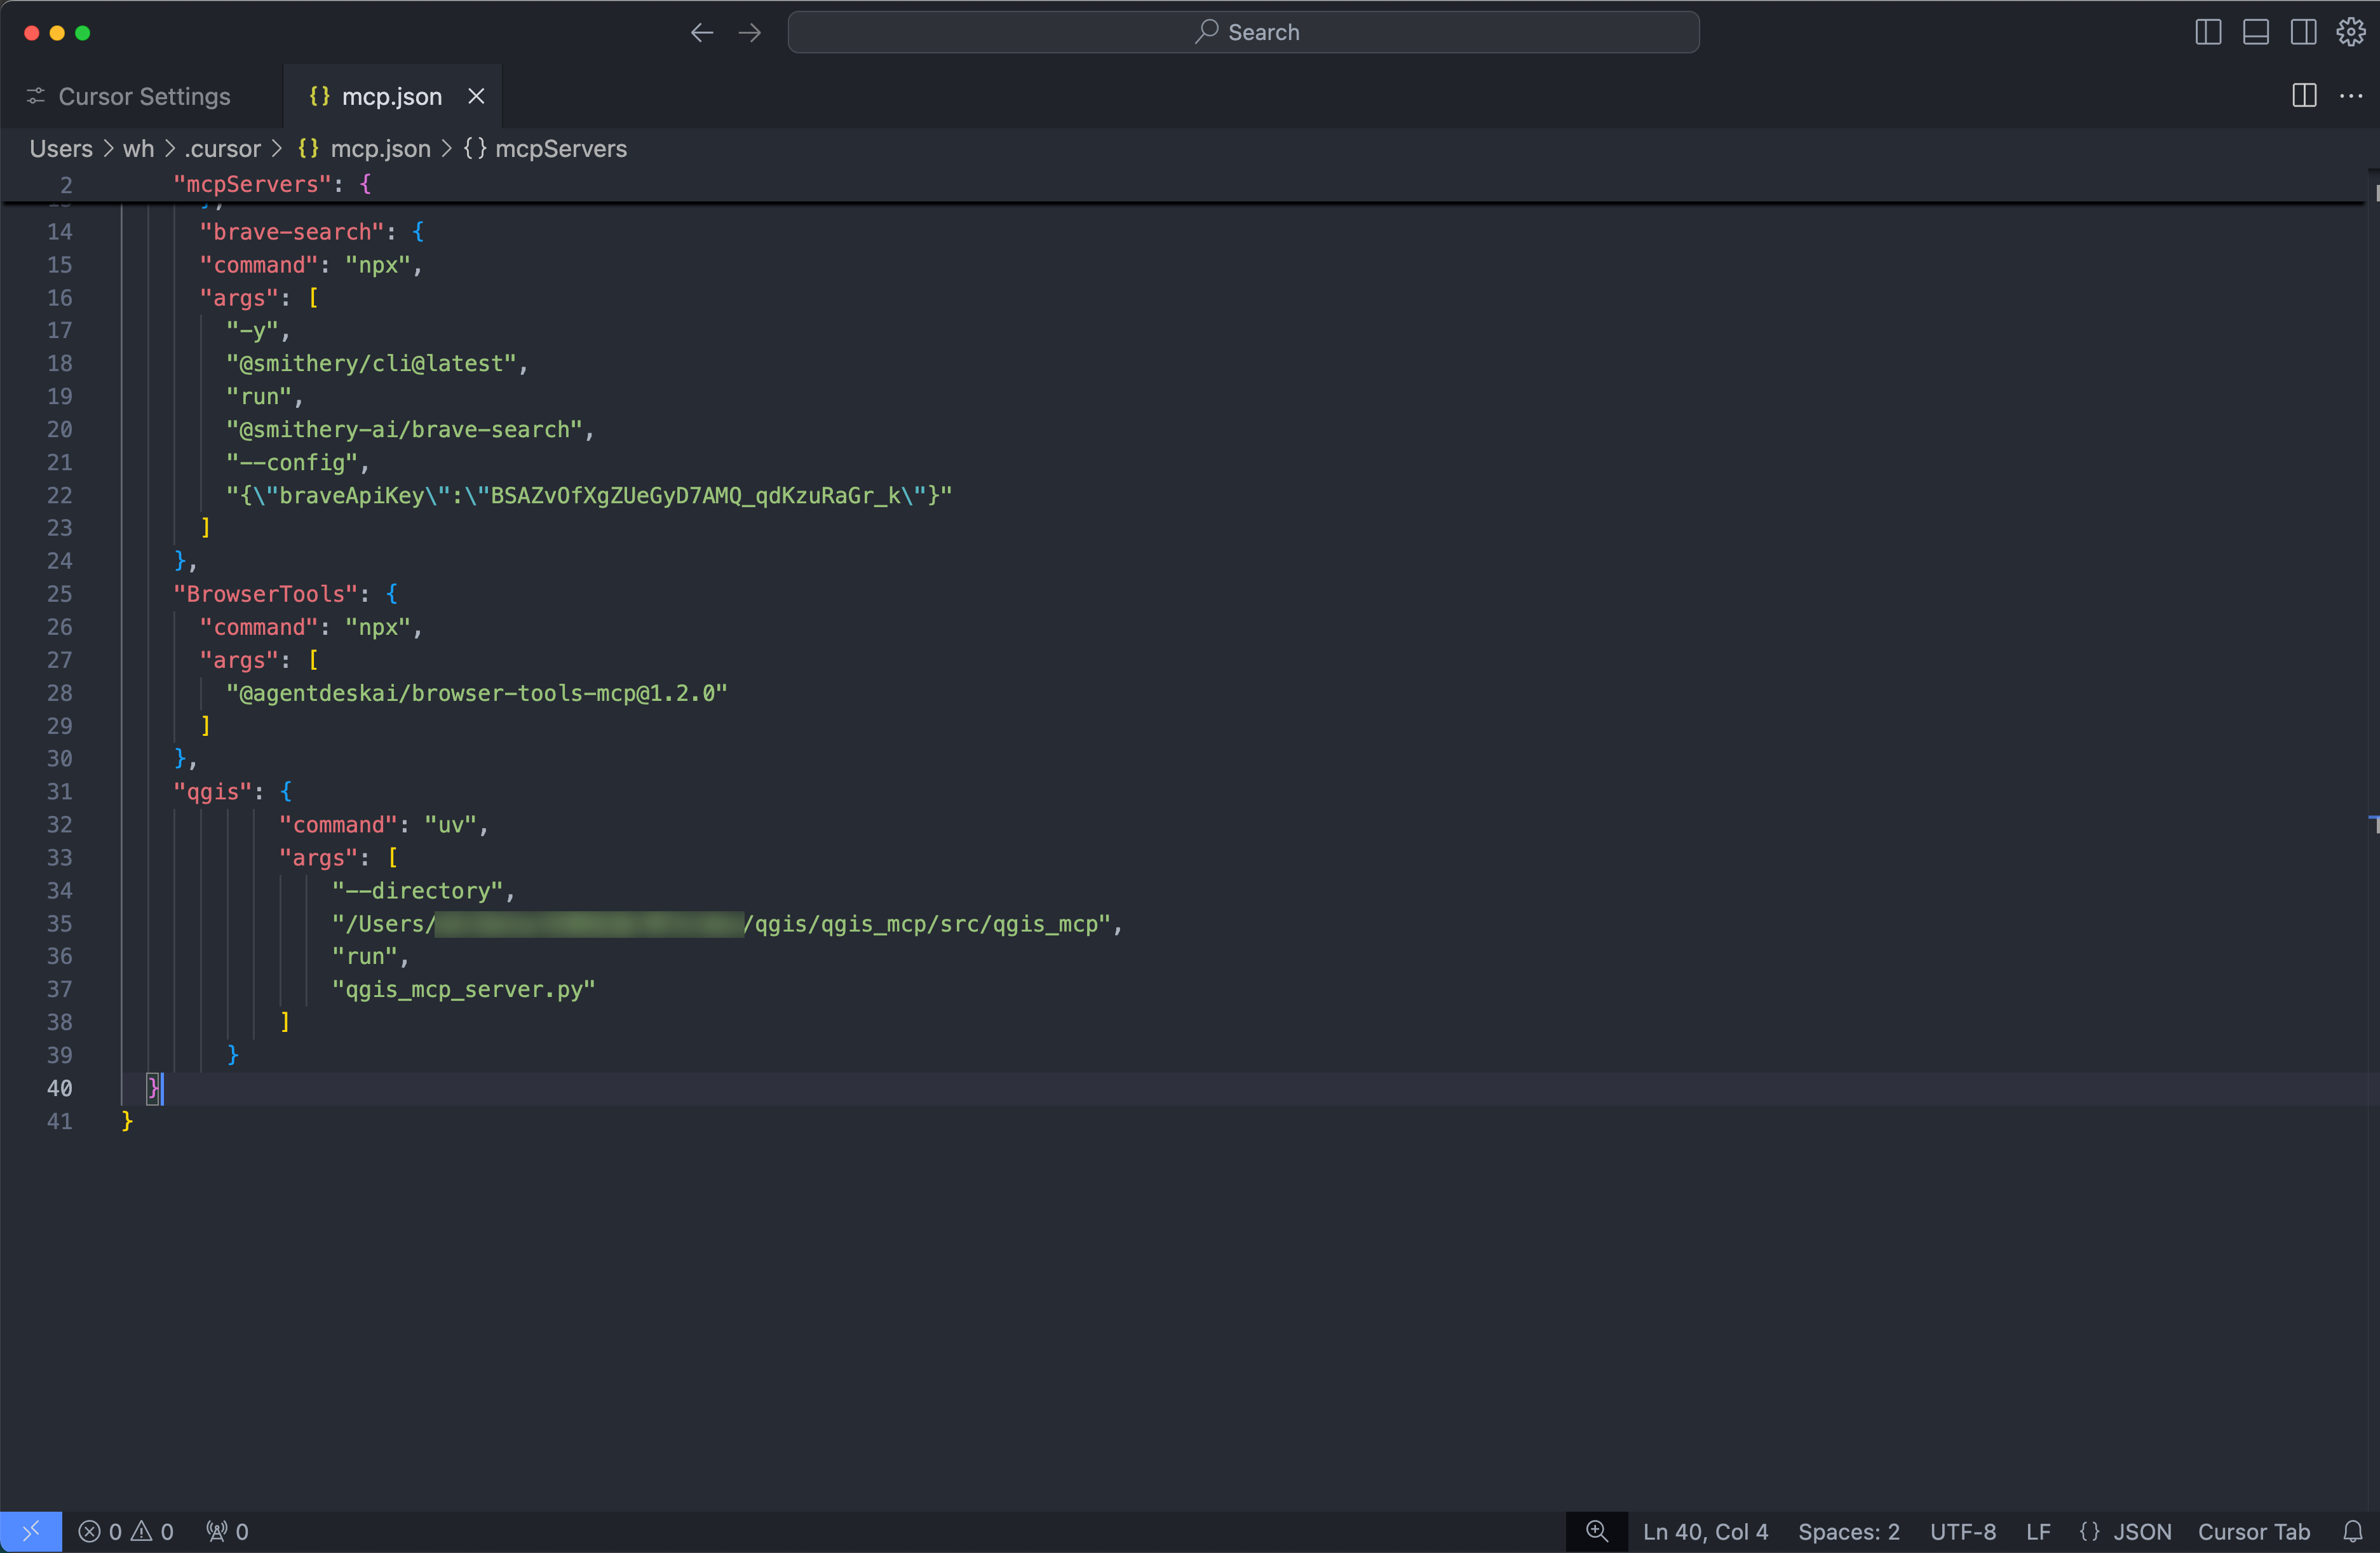 Search
Cursor Settings
{} mcp.json
Users > wh > .cursor > {} mcp.json > {} mcpServers
2 "mcpServers": {
14 "brave-search": {
15 "command": "npx",
16 "args": [
17 "-y",
18 "@smithery/cli@latest",
19 "run",
20 "@smithery-ai/brave-search",
21 "--config",
22 "{\"braveApiKey\":\"BSAZvOfXgZUeGyD7AMQ_qdKzuRaGr_k\"}"
23 ]
24 },
25 "BrowserTools": {
26 "command": "npx",
27 "args": [
28 "@agentdeskai/browser-tools-mcp@1.2.0"
29 ]
30 },
31 "qgis": {
32 "command": "uv",
33 "args": [
34 "--directory",
35 "/Users/ /qgis/qgis_mcp/src/qgis_mcp",
36 "run",
37 "qgis_mcp_server.py"
38 ]
39 }
40 }
41 }
0 0 0 Ln 40, Col 4 Spaces: 2 UTF-8 LF {} JSON Cursor Tab